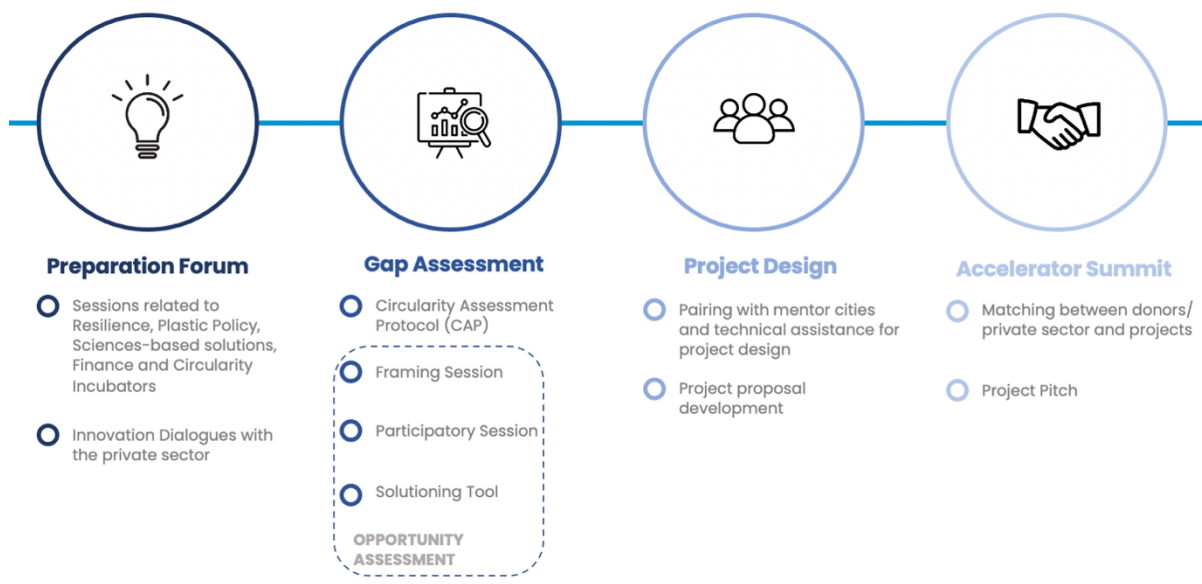 Preparation Forum
Sessions related to
Resilience, Plastic Policy,
Sciences-based solutions,
Finance and Circularity
Incubators
Innovation Dialogues with
the private sector
Gap Assessment
Circularity Assessment
Protocol (CAP)
Framing Session
Participatory Session
Solutioning Tool
OPPORTUNITY
ASSESSMENT
Project Design
Pairing with mentor cities
and technical assistance for
project design
Project proposal
development
Accelerator Summit
Matching between donors/
private sector and projects
Project Pitch